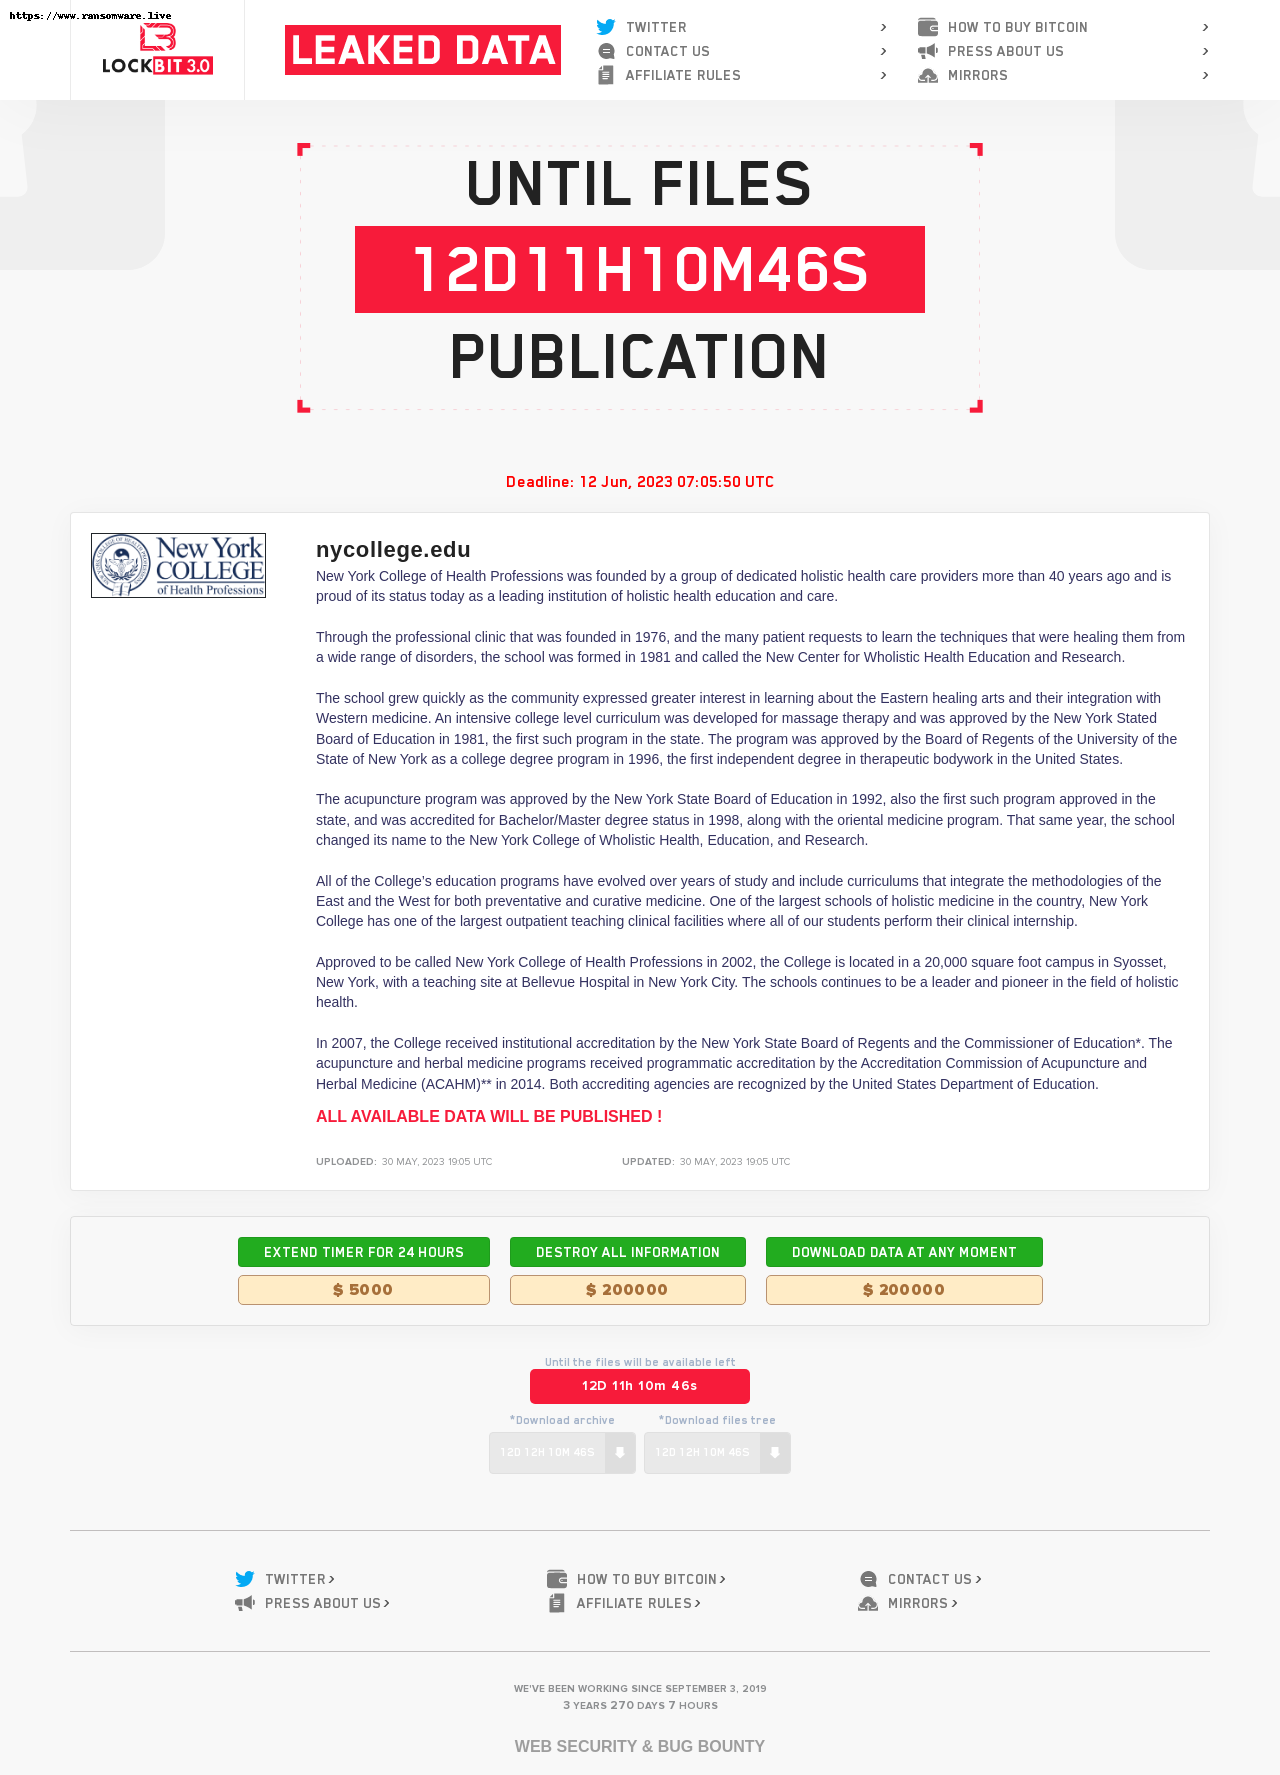 https://www.ransomware.live
LOCKBIT 3.0
LEAKED DATA
TWITTER >
CONTACT US >
AFFILIATE RULES >
HOW TO BUY BITCOIN >
PRESS ABOUT US >
MIRRORS >
UNTIL FILES
12D11H10M46S
PUBLICATION
Deadline: 12 Jun, 2023 07:05:50 UTC
New York
COLLEGE
of Health Professions
nycollege.edu
New York College of Health Professions was founded by a group of dedicated holistic health care providers more than 40 years ago and is
proud of its status today as a leading institution of holistic health education and care.
Through the professional clinic that was founded in 1976, and the many patient requests to learn the techniques that were healing them from
a wide range of disorders, the school was formed in 1981 and called the New Center for Wholistic Health Education and Research.
The school grew quickly as the community expressed greater interest in learning about the Eastern healing arts and their integration with
Western medicine. An intensive college level curriculum was developed for massage therapy and was approved by the New York Stated
Board of Education in 1981, the first such program in the state. The program was approved by the Board of Regents of the University of the
State of New York as a college degree program in 1996, the first independent degree in therapeutic bodywork in the United States.
The acupuncture program was approved by the New York State Board of Education in 1992, also the first such program approved in the
state, and was accredited for Bachelor/Master degree status in 1998, along with the oriental medicine program. That same year, the school
changed its name to the New York College of Wholistic Health, Education, and Research.
All of the College's education programs have evolved over years of study and include curriculums that integrate the methodologies of the
East and the West for both preventative and curative medicine. One of the largest schools of holistic medicine in the country, New York
College has one of the largest outpatient teaching clinical facilities where all of our students perform their clinical internship.
Approved to be called New York College of Health Professions in 2002, the College is located in a 20,000 square foot campus in Syosset,
New York, with a teaching site at Bellevue Hospital in New York City. The schools continues to be a leader and pioneer in the field of holistic
health.
In 2007, the College received institutional accreditation by the New York State Board of Regents and the Commissioner of Education*. The
acupuncture and herbal medicine programs received programmatic accreditation by the Accreditation Commission of Acupuncture and
Herbal Medicine (ACAHM)** in 2014. Both accrediting agencies are recognized by the United States Department of Education.
ALL AVAILABLE DATA WILL BE PUBLISHED !
UPLOADED: 30 MAY, 2023 19:05 UTC UPDATED: 30 MAY, 2023 19:05 UTC
EXTEND TIMER FOR 24 HOURS DESTROY ALL INFORMATION DOWNLOAD DATA AT ANY MOMENT
$ 5000 $ 200000 $ 200000
Until the files will be available left
12D 11h 10m 46s
*Download archive *Download files tree
12D 12H 10M 46S 12D 12H 10M 46S
TWITTER > HOW TO BUY BITCOIN > CONTACT US >
PRESS ABOUT US > AFFILIATE RULES > MIRRORS >
WE'VE BEEN WORKING SINCE SEPTEMBER 3, 2019
3 YEARS 270 DAYS 7 HOURS
WEB SECURITY & BUG BOUNTY